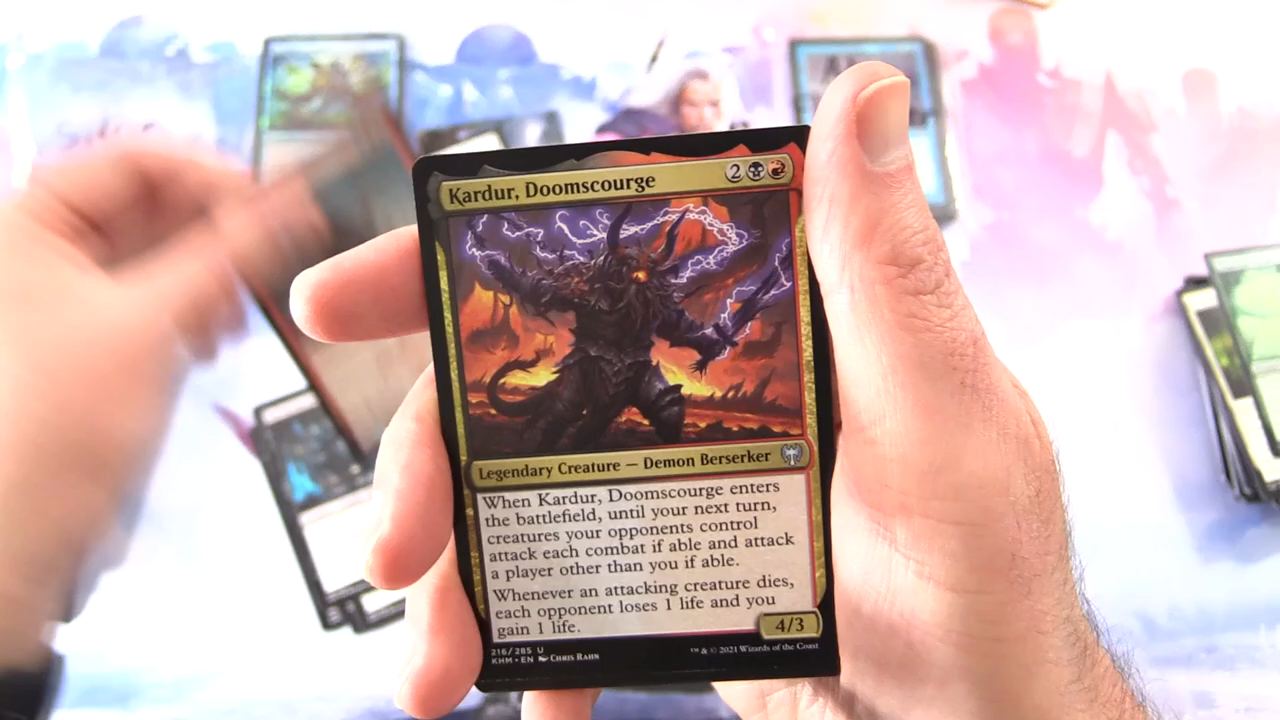 Kardur, Doomscourge 2
Legendary Creature — Demon Berserker
When Kardur, Doomscourge enters
the battlefield, until your next turn,
creatures your opponents control
attack each combat if able and attack
a player other than you if able.
Whenever an attacking creature dies,
each opponent loses 1 life and you
gain 1 life.
4/3
216/285 U
KHM • EN Chris Rahn
™ & © 2021 Wizards of the Coast